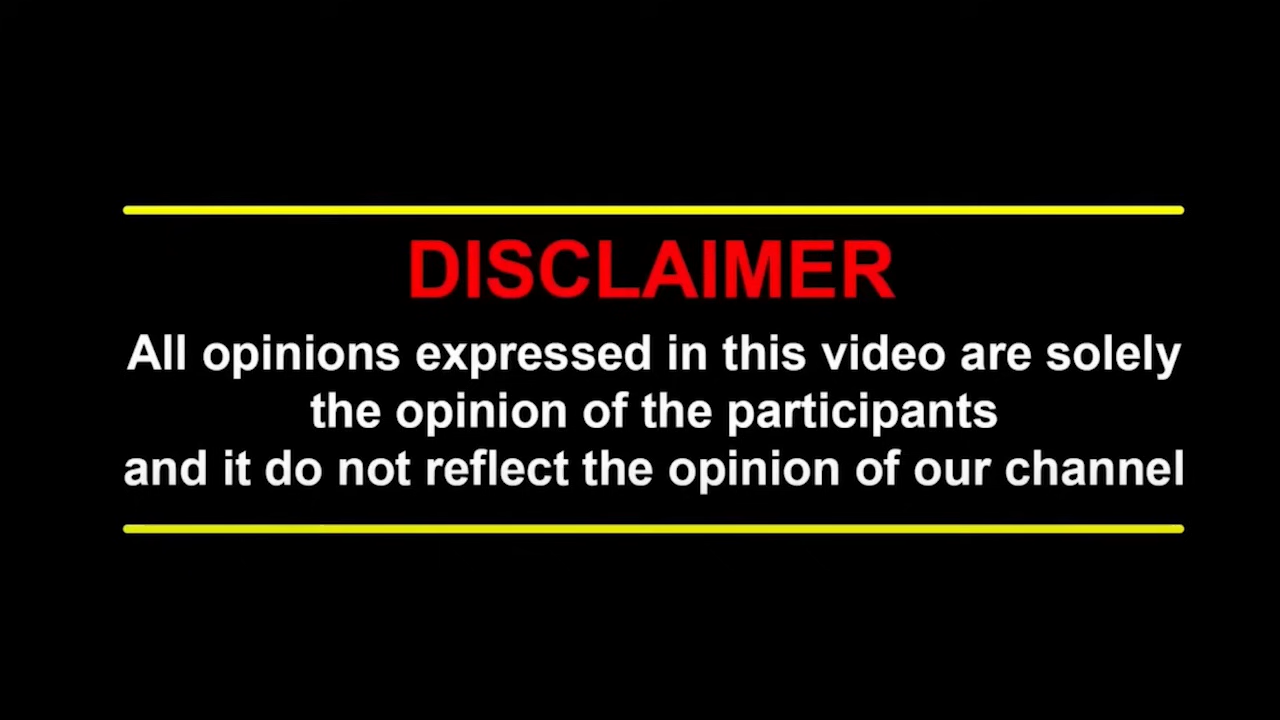 DISCLAIMER
All opinions expressed in this video are solely
the opinion of the participants
and it do not reflect the opinion of our channel